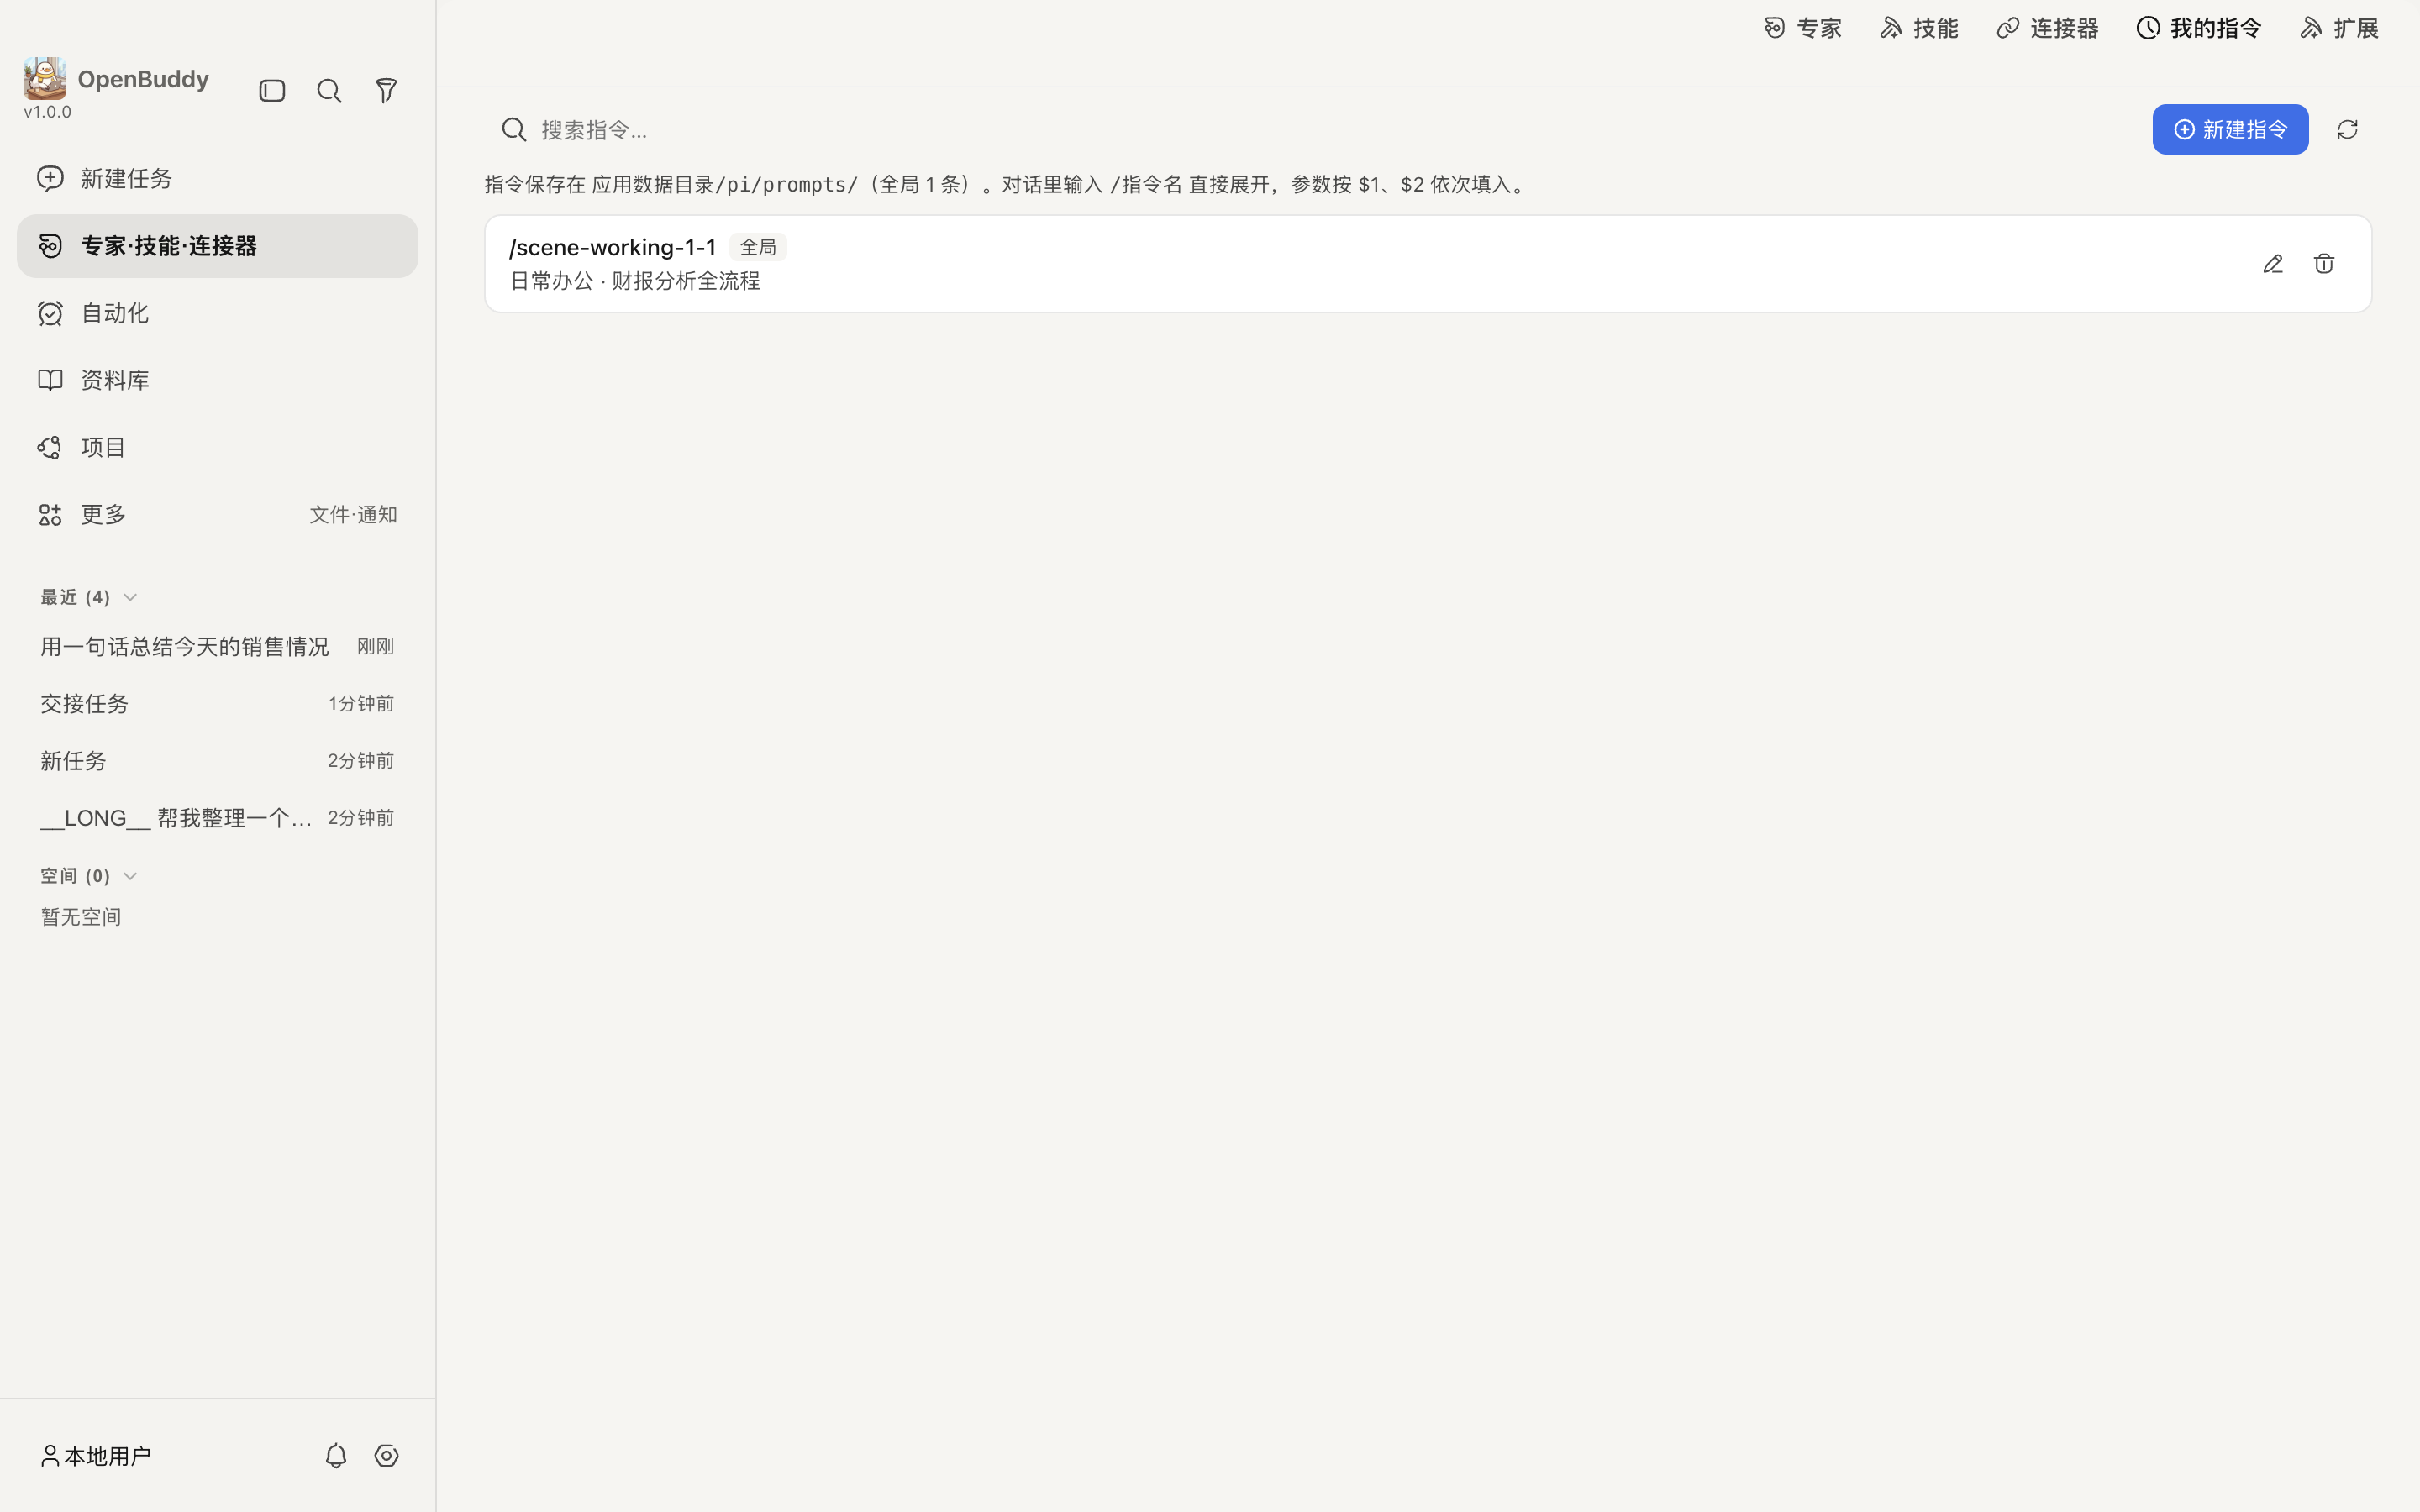 专家 技能 连接器 我的指令 扩展
OpenBuddy
v1.0.0
新建任务
专家·技能·连接器
自动化
资料库
项目
更多 文件·通知
最近 (4)
用一句话总结今天的销售情况 刚刚
交接任务 1分钟前
新任务 2分钟前
__LONG__ 帮我整理一个... 2分钟前
空间 (0)
暂无空间
本地用户
搜索指令...
新建指令
指令保存在 应用数据目录/pi/prompts/（全局 1 条）。对话里输入 /指令名 直接展开，参数按 $1、$2 依次填入。
/scene-working-1-1 全局
日常办公 · 财报分析全流程